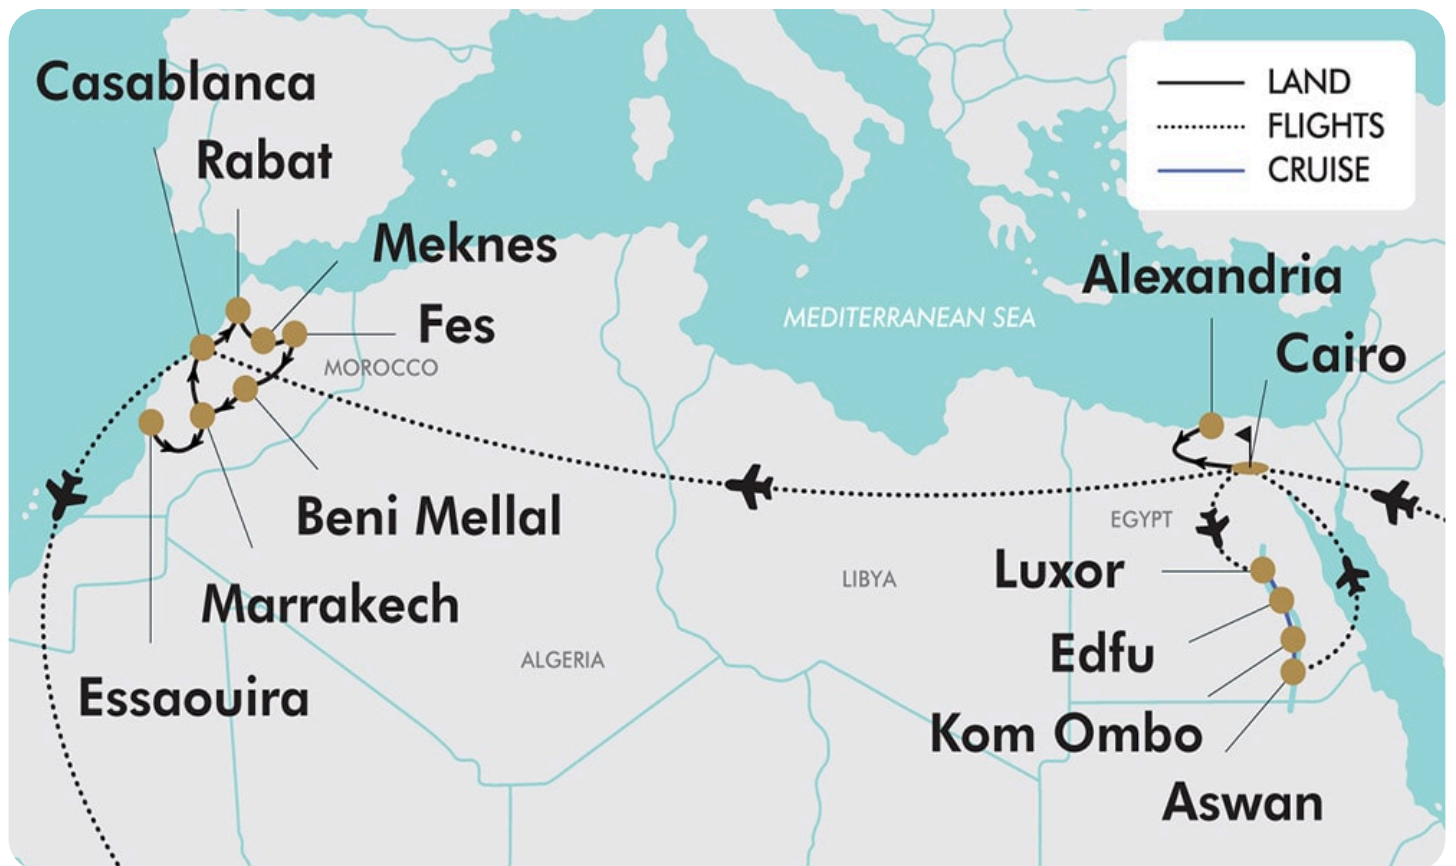 Casablanca
Rabat
Meknes
Fes
MOROCCO
Beni Mellal
Marrakech
Essaouira
ALGERIA
LIBYA
MEDITERRANEAN SEA
LAND
FLIGHTS
CRUISE
Alexandria
Cairo
EGYPT
Luxor
Edfu
Kom Ombo
Aswan